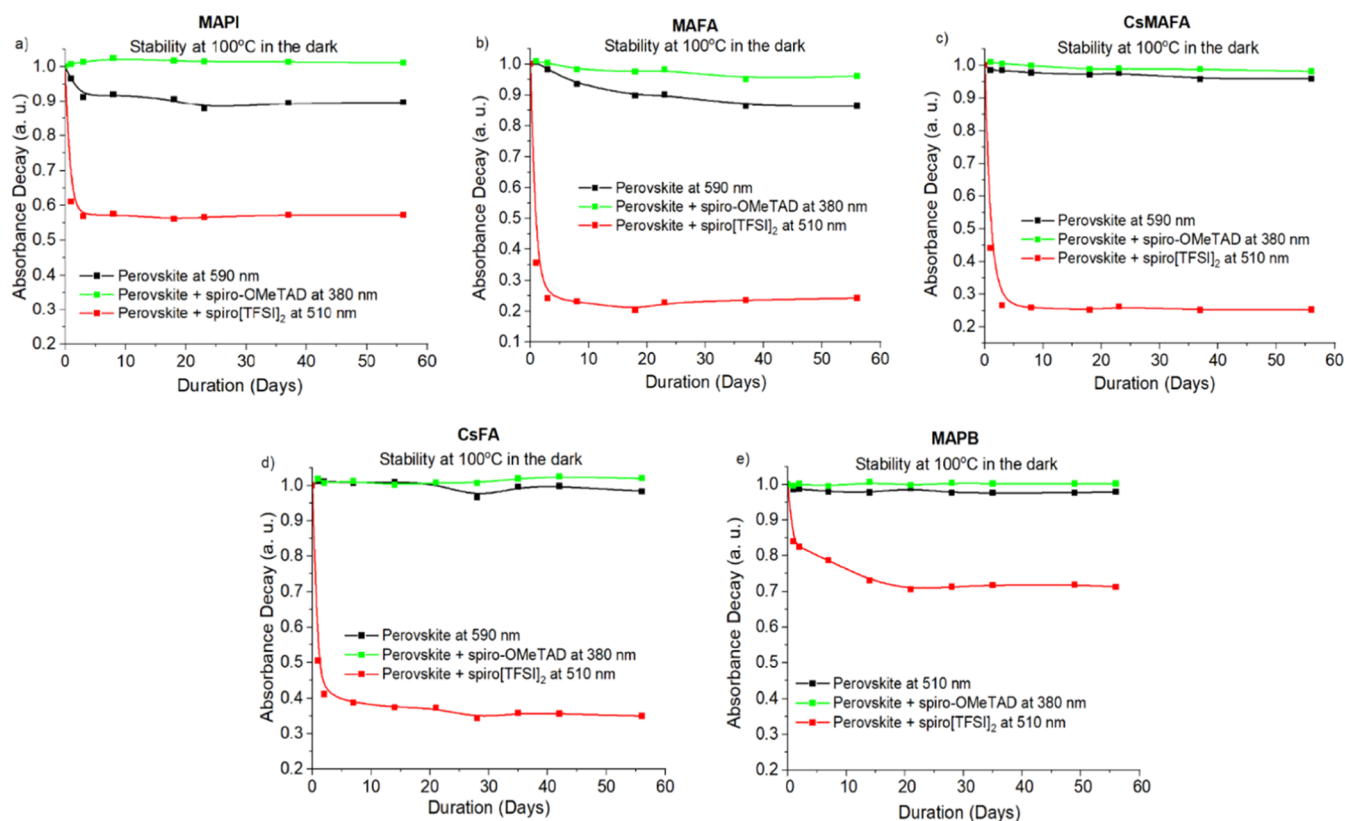 MAPI
a)
Stability at 100°C in the dark
1.0
0.9
0.8
0.7
0.6
0.5
0.4
0.3
0.2
Absorbance Decay (a. u.)
Perovskite at 590 nm
Perovskite + spiro-OMeTAD at 380 nm
Perovskite + spiro[TFSI]₂ at 510 nm
0 10 20 30 40 50 60
Duration (Days)
MAFA
b)
Stability at 100°C in the dark
1.0
0.9
0.8
0.7
0.6
0.5
0.4
0.3
0.2
0.1
Absorbance Decay (a. u.)
Perovskite at 590 nm
Perovskite + spiro-OMeTAD at 380 nm
Perovskite + spiro[TFSI]₂ at 510 nm
0 10 20 30 40 50 60
Duration (Days)
CsMAFA
c)
Stability at 100°C in the dark
1.0
0.9
0.8
0.7
0.6
0.5
0.4
0.3
0.2
Absorbance Decay (a. u.)
Perovskite at 590 nm
Perovskite + spiro-OMeTAD at 380 nm
Perovskite + spiro[TFSI]₂ at 510 nm
0 10 20 30 40 50 60
Duration (Days)
CsFA
d)
Stability at 100°C in the dark
1.0
0.9
0.8
0.7
0.6
0.5
0.4
0.3
0.2
Absorbance Decay (a. u.)
Perovskite at 590 nm
Perovskite + spiro-OMeTAD at 380 nm
Perovskite + spiro[TFSI]₂ at 510 nm
0 10 20 30 40 50 60
Duration (Days)
MAPB
e)
Stability at 100°C in the dark
1.0
0.9
0.8
0.7
0.6
0.5
0.4
0.3
0.2
Absorbance Decay (a. u.)
Perovskite at 510 nm
Perovskite + spiro-OMeTAD at 380 nm
Perovskite + spiro[TFSI]₂ at 510 nm
0 10 20 30 40 50 60
Duration (Days)